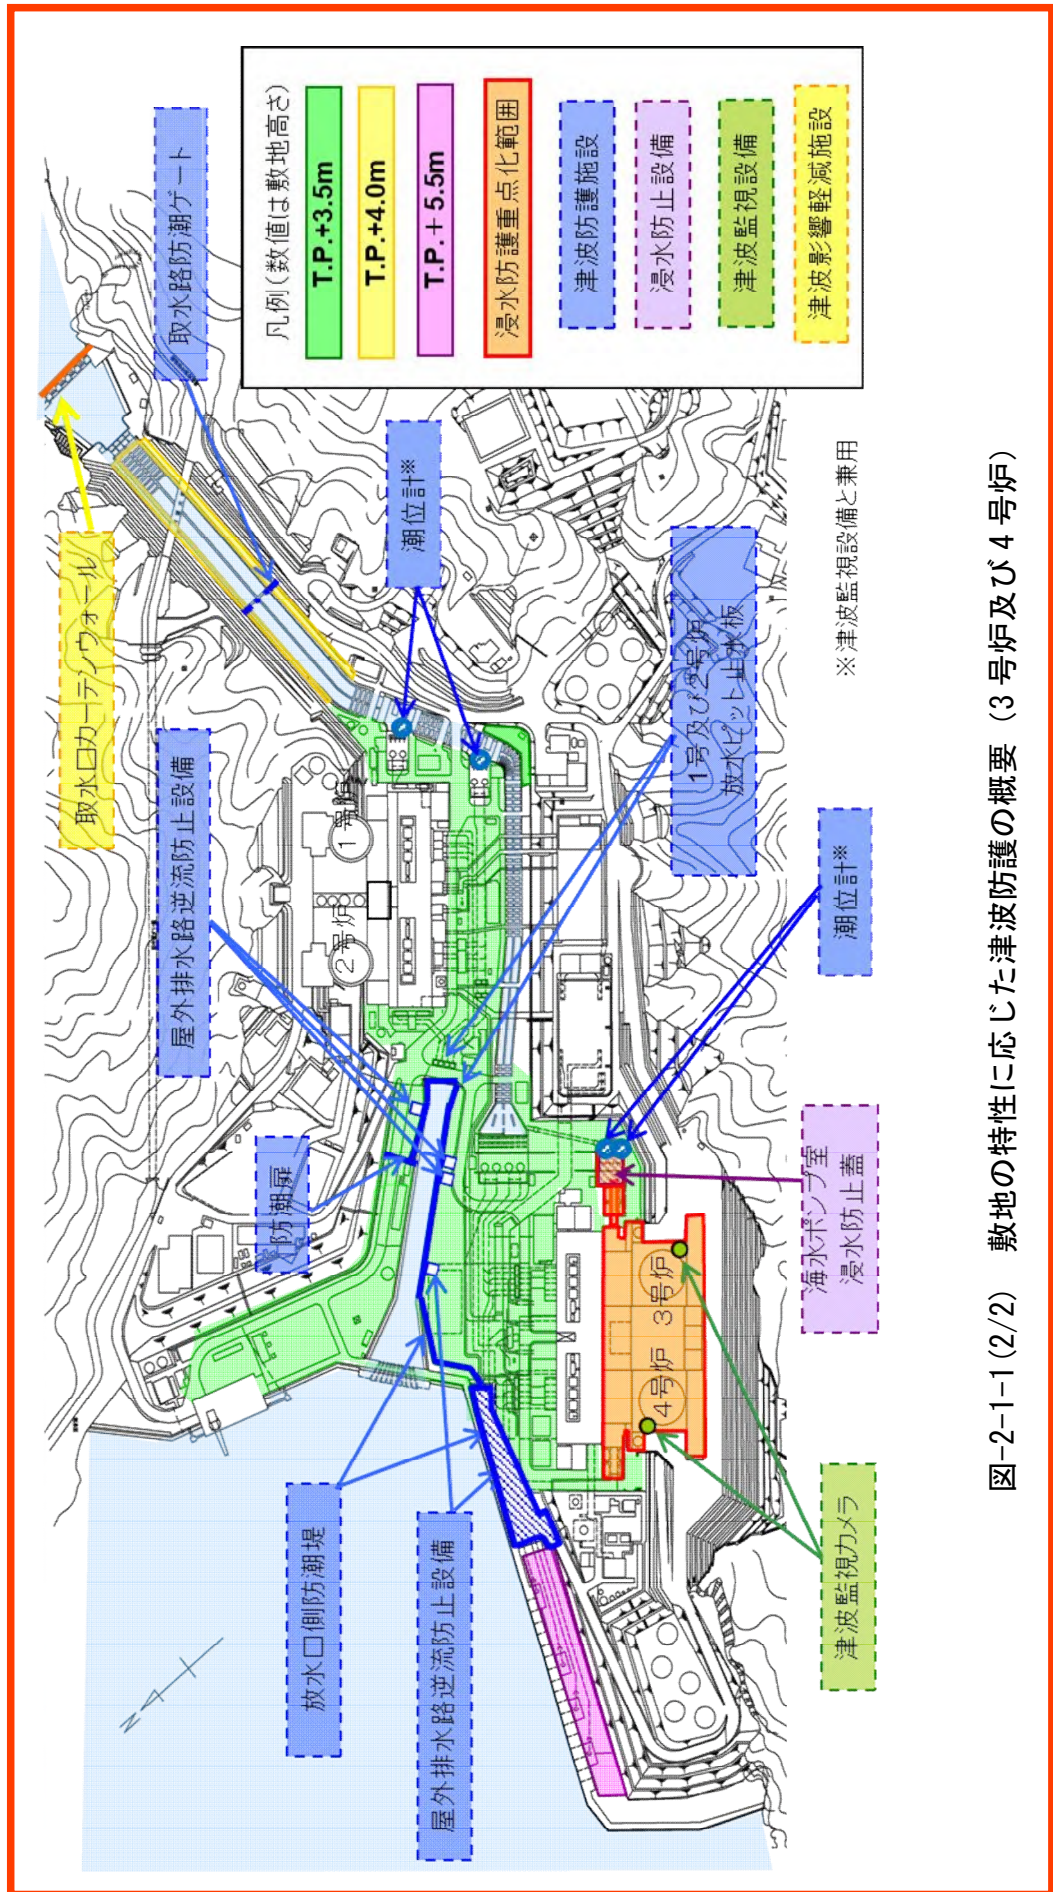 取水口カーテンウォール
取水路防潮ゲート
屋外排水路逆流防止設備
潮位計※
防潮扉
1号及び2号炉
放水ピット止水板
放水口側防潮堤
屋外排水路逆流防止設備
潮位計※
海水ポンプ室
浸水防止蓋
津波監視カメラ
1号炉
2号炉
3号炉
4号炉
N
凡例(数値は敷地高さ)
T.P.+3.5m
T.P.+4.0m
T.P.+5.5m
浸水防護重点化範囲
津波防護施設
浸水防止設備
津波監視設備
津波影響軽減施設
※津波監視設備と兼用
図-2-1-1(2/2) 敷地の特性に応じた津波防護の概要(3号炉及び4号炉)